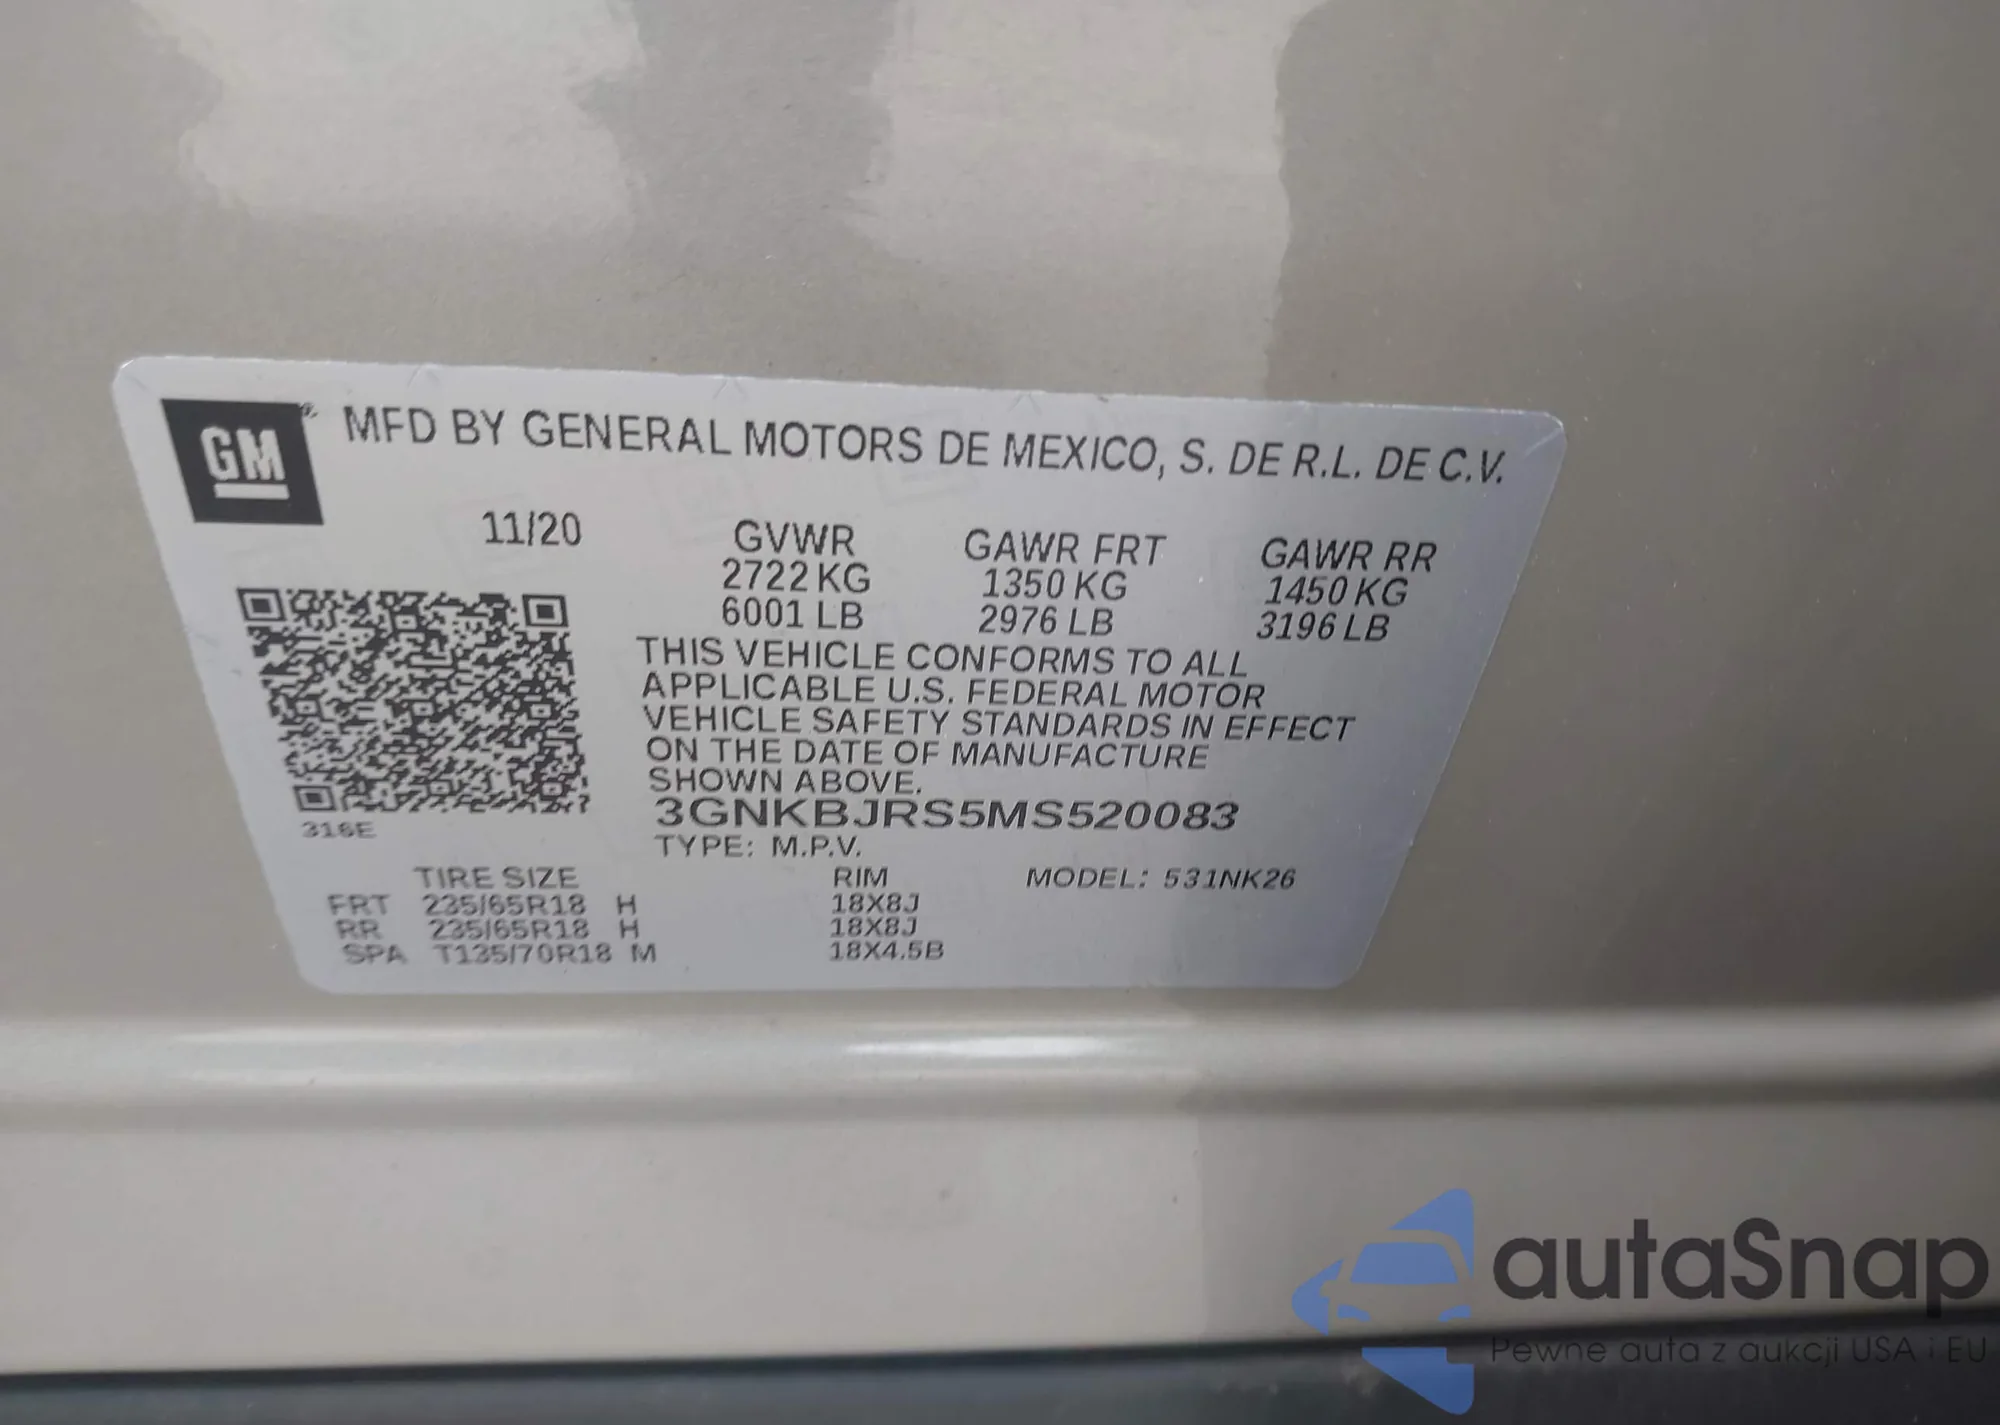 GM ® MFD BY GENERAL MOTORS DE MEXICO, S. DE R.L. DE C.V.
11/20 GVWR GAWR FRT GAWR RR
2722 KG 1350 KG 1450 KG
6001 LB 2976 LB 3196 LB
THIS VEHICLE CONFORMS TO ALL
APPLICABLE U.S. FEDERAL MOTOR
VEHICLE SAFETY STANDARDS IN EFFECT
ON THE DATE OF MANUFACTURE
SHOWN ABOVE.
3GNKBJRS5MS520083
316E
TYPE: M.P.V.
TIRE SIZE RIM MODEL: 531NK26
FRT 235/65R18 H 18X8J
RR 235/65R18 H 18X8J
SPA T135/70R18 M 18X4.5B
autaSnap
Pewne auta z aukcji USA i EU